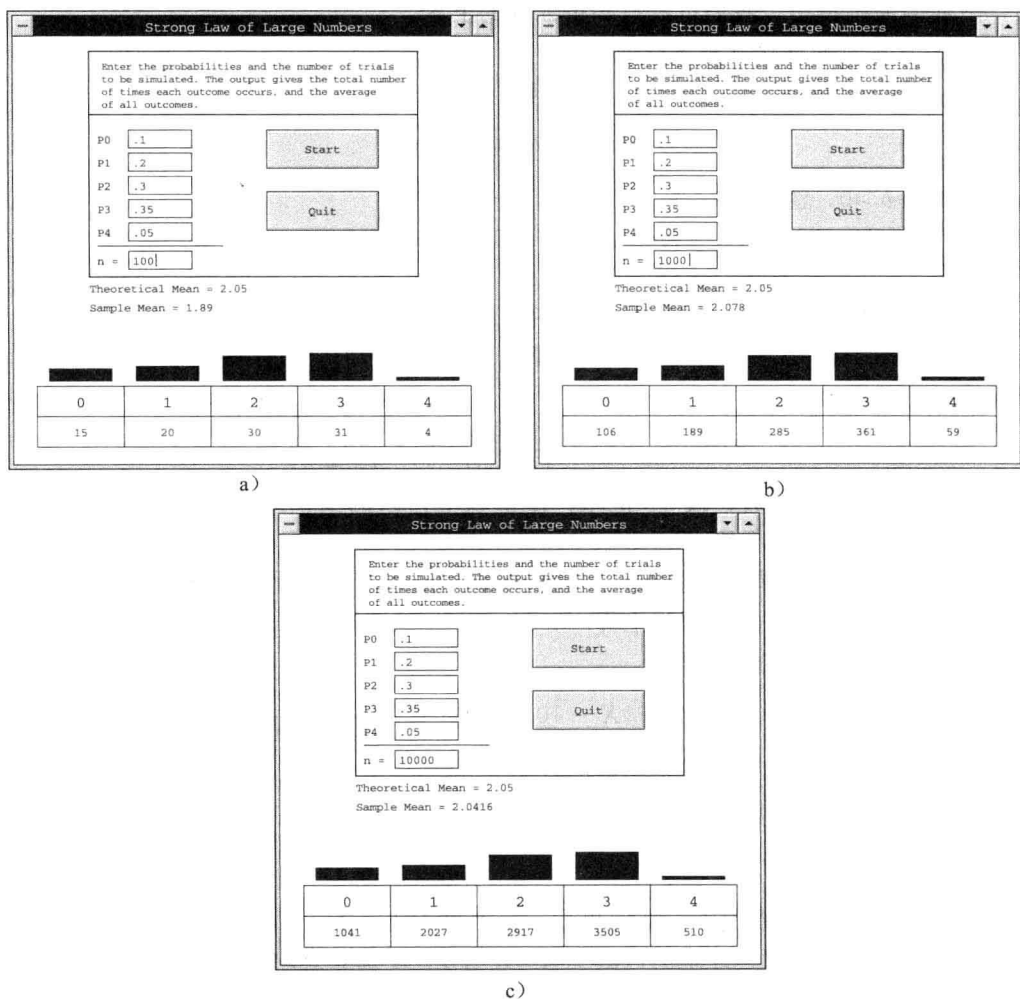 Strong Law of Large Numbers
Enter the probabilities and the number of trials
to be simulated. The output gives the total number
of times each outcome occurs, and the average
of all outcomes.
P0 .1
P1 .2
P2 .3
P3 .35
P4 .05
n = 100
Start
Quit
Theoretical Mean = 2.05
Sample Mean = 1.89
0 1 2 3 4
15 20 30 31 4
a)
Strong Law of Large Numbers
Enter the probabilities and the number of trials
to be simulated. The output gives the total number
of times each outcome occurs, and the average
of all outcomes.
P0 .1
P1 .2
P2 .3
P3 .35
P4 .05
n = 1000
Start
Quit
Theoretical Mean = 2.05
Sample Mean = 2.078
0 1 2 3 4
106 189 285 361 59
b)
Strong Law of Large Numbers
Enter the probabilities and the number of trials
to be simulated. The output gives the total number
of times each outcome occurs, and the average
of all outcomes.
P0 .1
P1 .2
P2 .3
P3 .35
P4 .05
n = 10000
Start
Quit
Theoretical Mean = 2.05
Sample Mean = 2.0416
0 1 2 3 4
1041 2027 2917 3505 510
c)